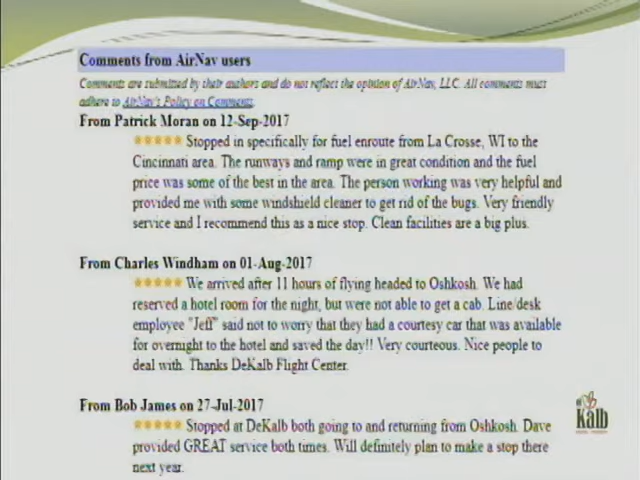 Comments from AirNav users
Comments are submitted by their authors and do not reflect the opinion of AirNav, LLC. All comments must
adhere to AirNav's Policy on Comments.
From Patrick Moran on 12-Sep-2017
Stopped in specifically for fuel enroute from La Crosse, WI to the
Cincinnati area. The runways and ramp were in great condition and the fuel
price was some of the best in the area. The person working was very helpful and
provided me with some windshield cleaner to get rid of the bugs. Very friendly
service and I recommend this as a nice stop. Clean facilities are a big plus.
From Charles Windham on 01-Aug-2017
We arrived after 11 hours of flying headed to Oshkosh. We had
reserved a hotel room for the night, but were not able to get a cab. Line/desk
employee "Jeff" said not to worry that they had a courtesy car that was available
for overnight to the hotel and saved the day!! Very courteous. Nice people to
deal with. Thanks DeKalb Flight Center.
From Bob James on 27-Jul-2017
Stopped at DeKalb both going to and returning from Oshkosh. Dave
provided GREAT service both times. Will definitely plan to make a stop there
next year.
de
Kalb